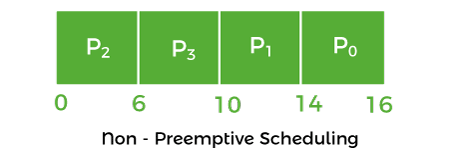 P₂ P₃ P₁ P₀
0 6 10 14 16
Non - Preemptive Scheduling